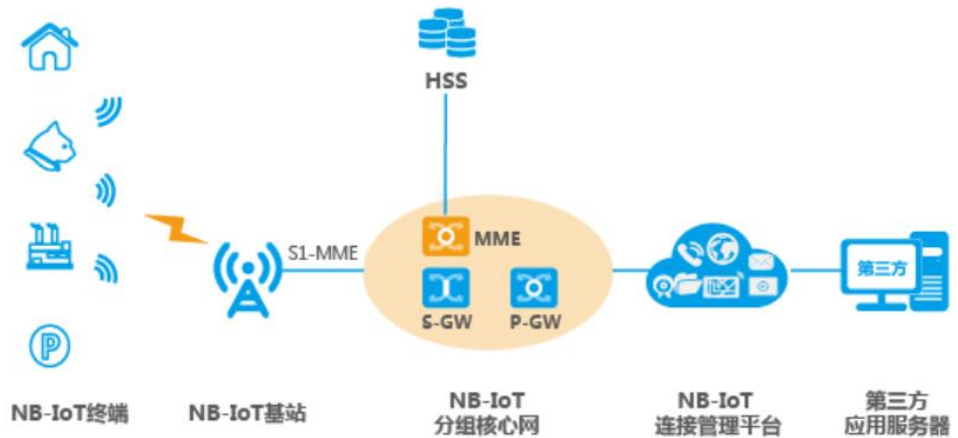 HSS
MME
S1-MME
S-GW
P-GW
第三方
P
NB-IoT终端
NB-IoT基站
NB-IoT
分组核心网
NB-IoT
连接管理平台
第三方
应用服务器